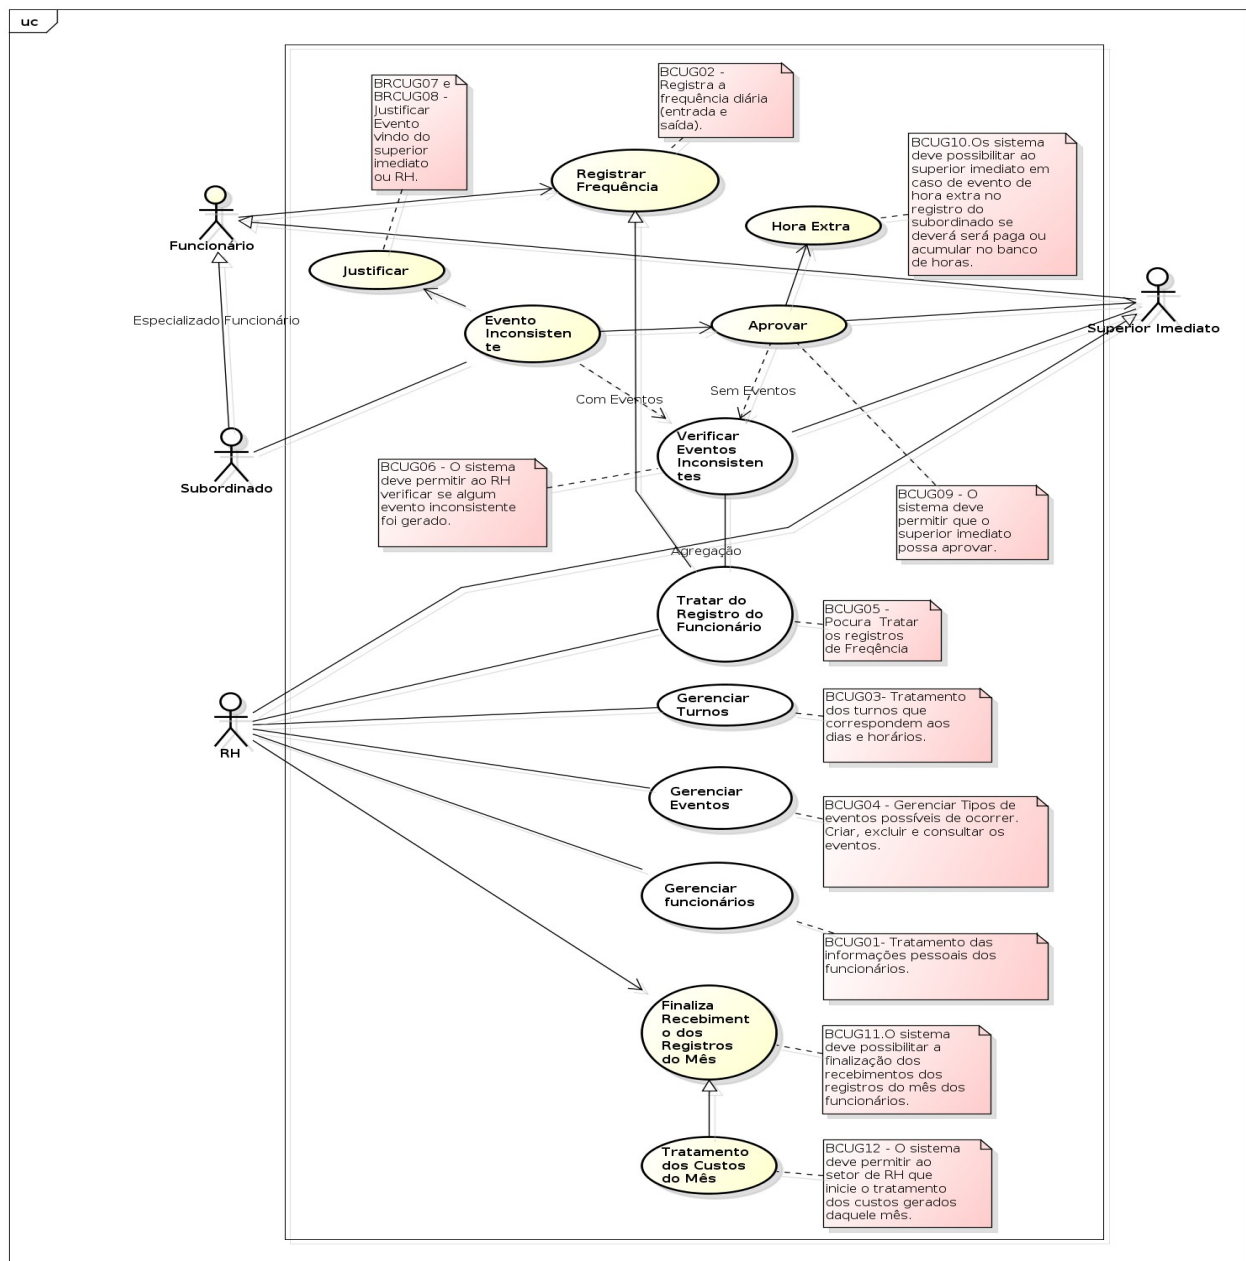 uc
BRCUG07 e
BRCUG08 -
Justificar
Evento
vindo do
superior
imediato
ou RH.
BCUG02 -
Registra a
frequência diária
(entrada e
saída).
Registrar
Frequência
BCUG10.Os sistema
deve possibilitar ao
superior imediato em
caso de evento de
hora extra no
registro do
subordinado se
deverá será paga ou
acumular no banco
de horas.
Hora Extra
Funcionário
Justificar
Especializado Funcionário
Evento
Inconsisten
te
Aprovar
Superior Imediato
Com Eventos
Sem Eventos
Verificar
Eventos
Inconsisten
tes
Subordinado
BCUG06 - O sistema
deve permitir ao RH
verificar se algum
evento inconsistente
foi gerado.
BCUG09 - O
sistema deve
permitir que o
superior imediato
possa aprovar.
Agregação
Tratar do
Registro do
Funcionário
BCUG05 -
Pocura  Tratar
os registros
de Freqência
RH
Gerenciar
Turnos
BCUG03- Tratamento
dos turnos que
correspondem aos
dias e horários.
Gerenciar
Eventos
BCUG04 - Gerenciar Tipos de
eventos possíveis de ocorrer.
Criar, excluir e consultar os
eventos.
Gerenciar
funcionários
BCUG01- Tratamento das
informações pessoais dos
funcionários.
Finaliza
Recebiment
o dos
Registros
do Mês
BCUG11.O sistema
deve possibilitar a
finalização dos
recebimentos dos
registros do mês dos
funcionários.
Tratamento
dos Custos
do Mês
BCUG12 - O sistema
deve permitir ao
setor de RH que
inicie o tratamento
dos custos gerados
daquele mês.